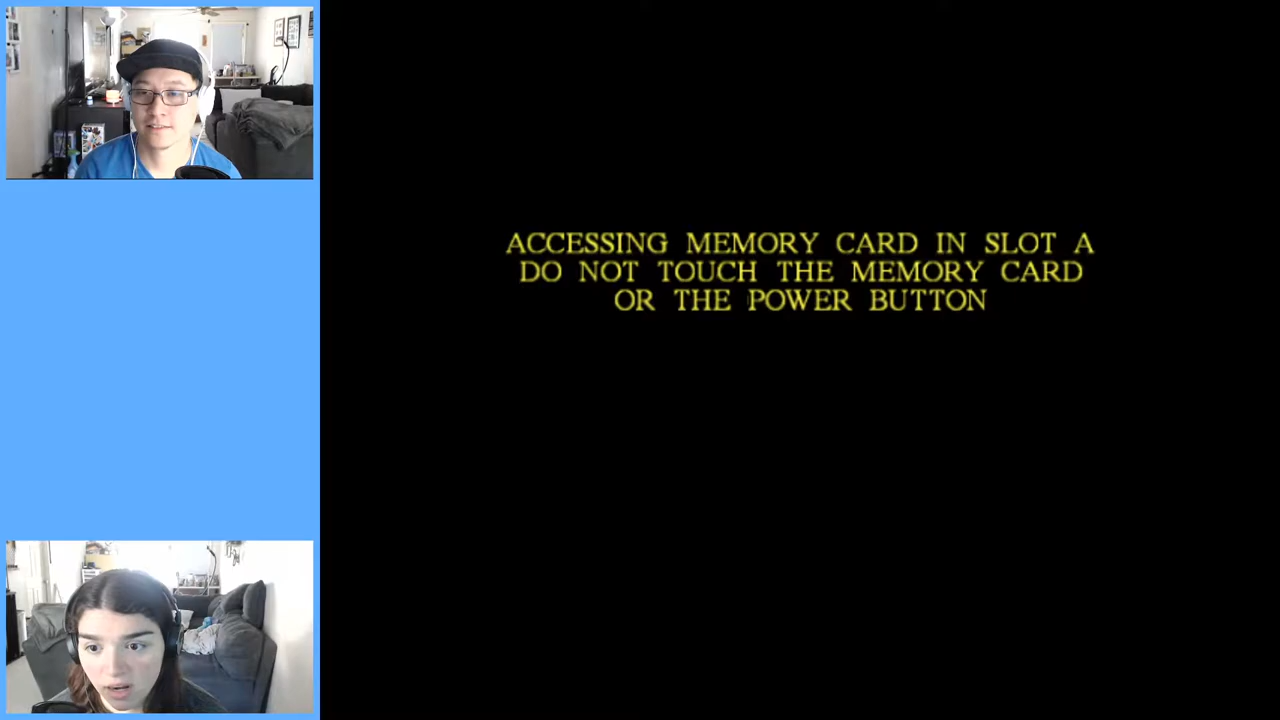 ACCESSING MEMORY CARD IN SLOT A
DO NOT TOUCH THE MEMORY CARD
OR THE POWER BUTTON